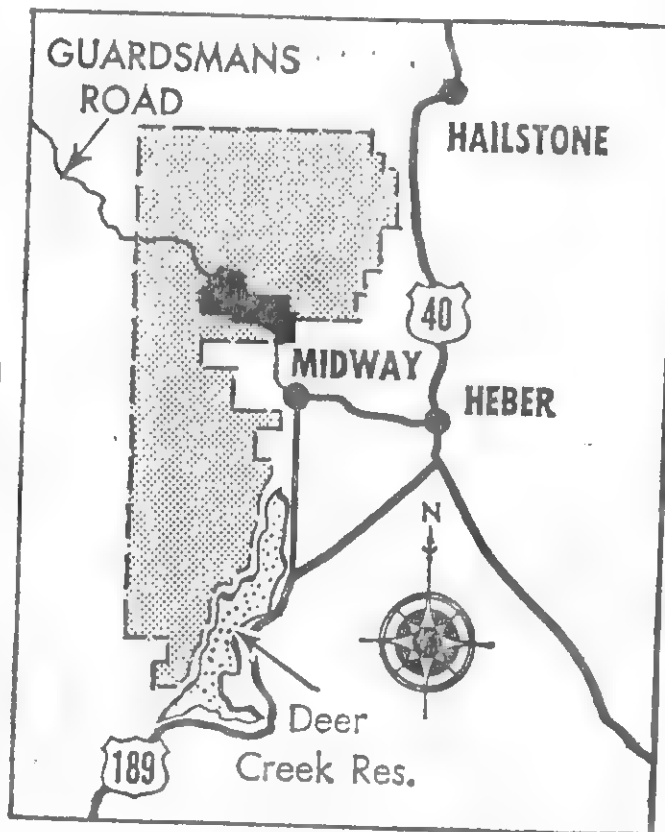 GUARDSMANS
ROAD
HAILSTONE
40
MIDWAY
HEBER
N
Deer
Creek Res.
189